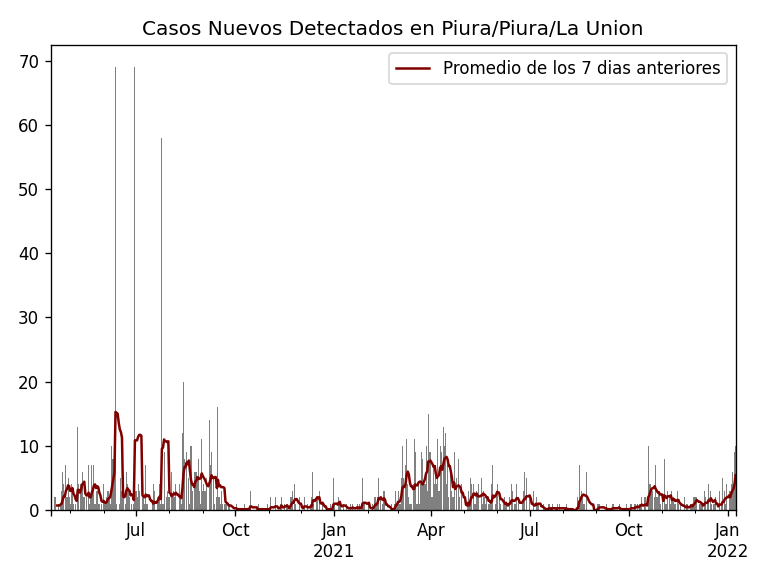 Casos Nuevos Detectados en Piura/Piura/La Union
Promedio de los 7 dias anteriores
70
60
50
40
30
20
10
0
Jul
Oct
Jan
2021
Apr
Jul
Oct
Jan
2022